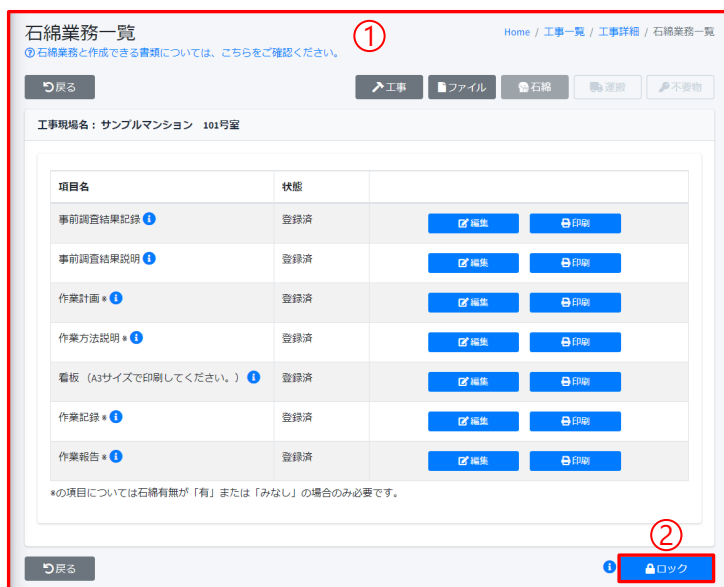 石綿業務一覧
①
Home / 工事一覧 / 工事詳細 / 石綿業務一覧
石綿業務と作成できる書類については、こちらをご確認ください。
戻る
工事 ファイル 石綿 運搬 不要物
工事現場名： サンプルマンション 101号室
項目名 状態
事前調査結果記録 登録済 編集 印刷
事前調査結果説明 登録済 編集 印刷
作業計画※ 登録済 編集 印刷
作業方法説明※ 登録済 編集 印刷
看板 （A3サイズで印刷してください。） 登録済 編集 印刷
作業記録※ 登録済 編集 印刷
作業報告※ 登録済 編集 印刷
※の項目については石綿有無が「有」または「みなし」の場合のみ必要です。
②
戻る ロック